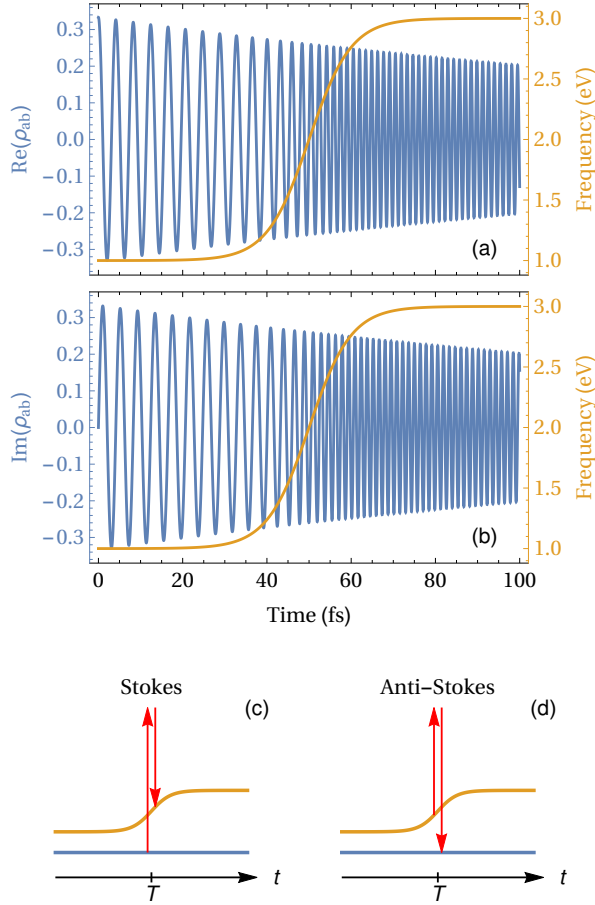 0.3
0.2
0.1
0.0
−0.1
−0.2
−0.3
Re(ρab)
3.0
2.5
2.0
1.5
1.0
Frequency (eV)
(a)
0.3
0.2
0.1
0.0
−0.1
−0.2
−0.3
Im(ρab)
3.0
2.5
2.0
1.5
1.0
Frequency (eV)
(b)
0 20 40 60 80 100
Time (fs)
Stokes (c)
Anti−Stokes (d)
t
T
t
T